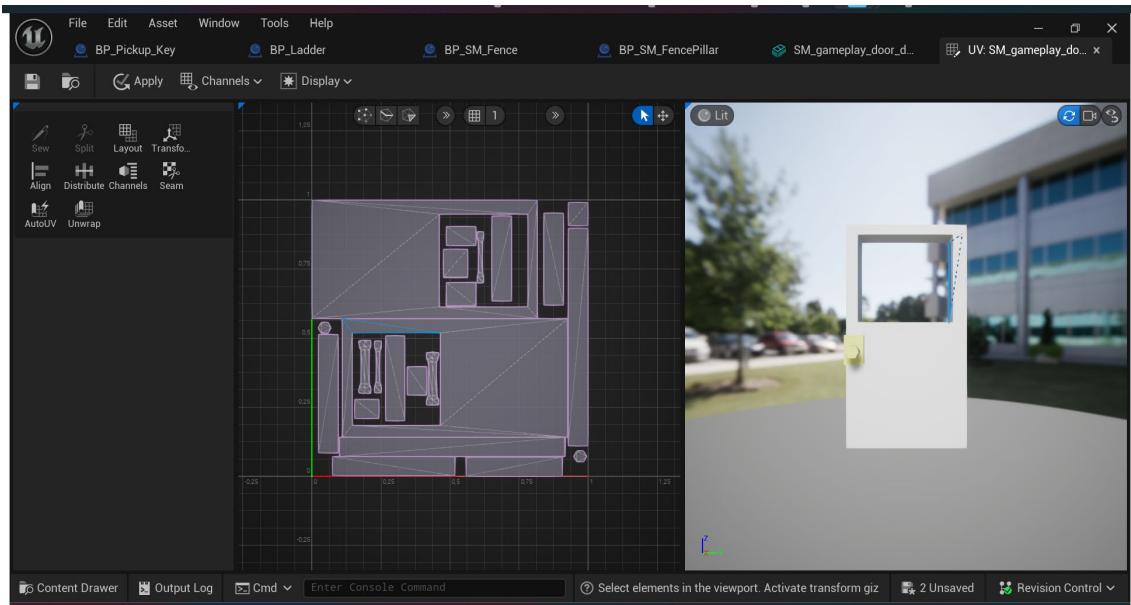 File Edit Asset Window Tools Help
BP_Pickup_Key BP_Ladder BP_SM_Fence BP_SM_FencePillar SM_gameplay_door_d... UV: SM_gameplay_do...
Apply Channels Display
Sew Split Layout Transfo...
Align Distribute Channels Seam
AutoUV Unwrap
1
Lit
1,25
1
0,75
0,5
0,25
0
-0,25 0 0,25 0,5 0,75 1 1,25
-0,25
Z
Content Drawer Output Log Cmd Enter Console Command Select elements in the viewport. Activate transform giz 2 Unsaved Revision Control